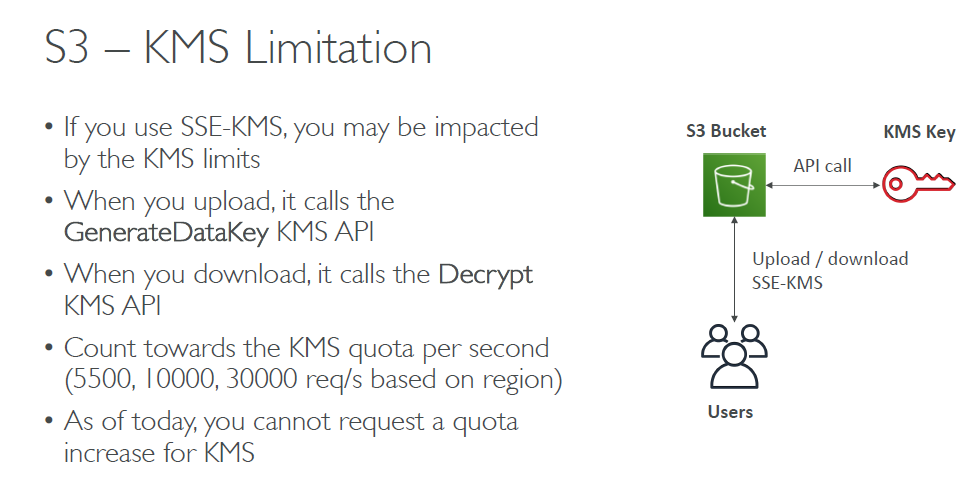 S3 – KMS Limitation
• If you use SSE-KMS, you may be impacted
by the KMS limits
• When you upload, it calls the
GenerateDataKey KMS API
• When you download, it calls the Decrypt
KMS API
• Count towards the KMS quota per second
(5500, 10000, 30000 req/s based on region)
• As of today, you cannot request a quota
increase for KMS
S3 Bucket
KMS Key
API call
Upload / download
SSE-KMS
Users